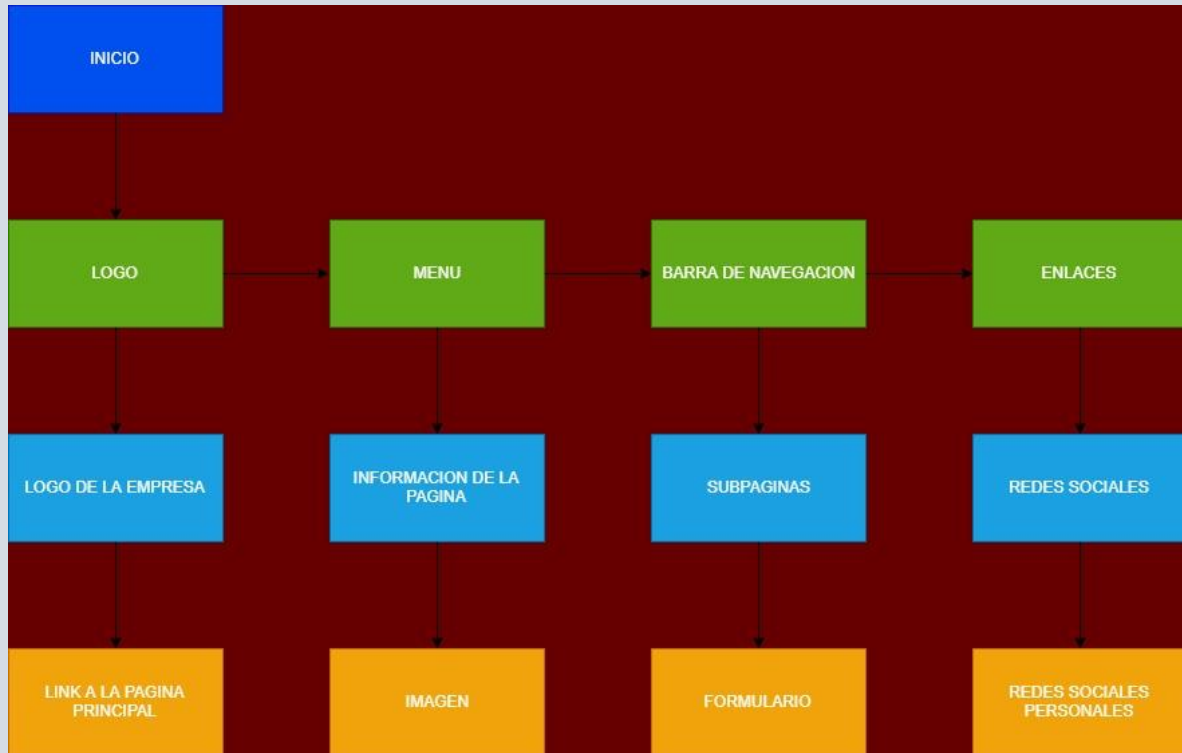 INICIO
LOGO
MENU
BARRA DE NAVEGACION
ENLACES
LOGO DE LA EMPRESA
INFORMACION DE LA
PAGINA
SUBPAGINAS
REDES SOCIALES
LINK A LA PAGINA
PRINCIPAL
IMAGEN
FORMULARIO
REDES SOCIALES
PERSONALES